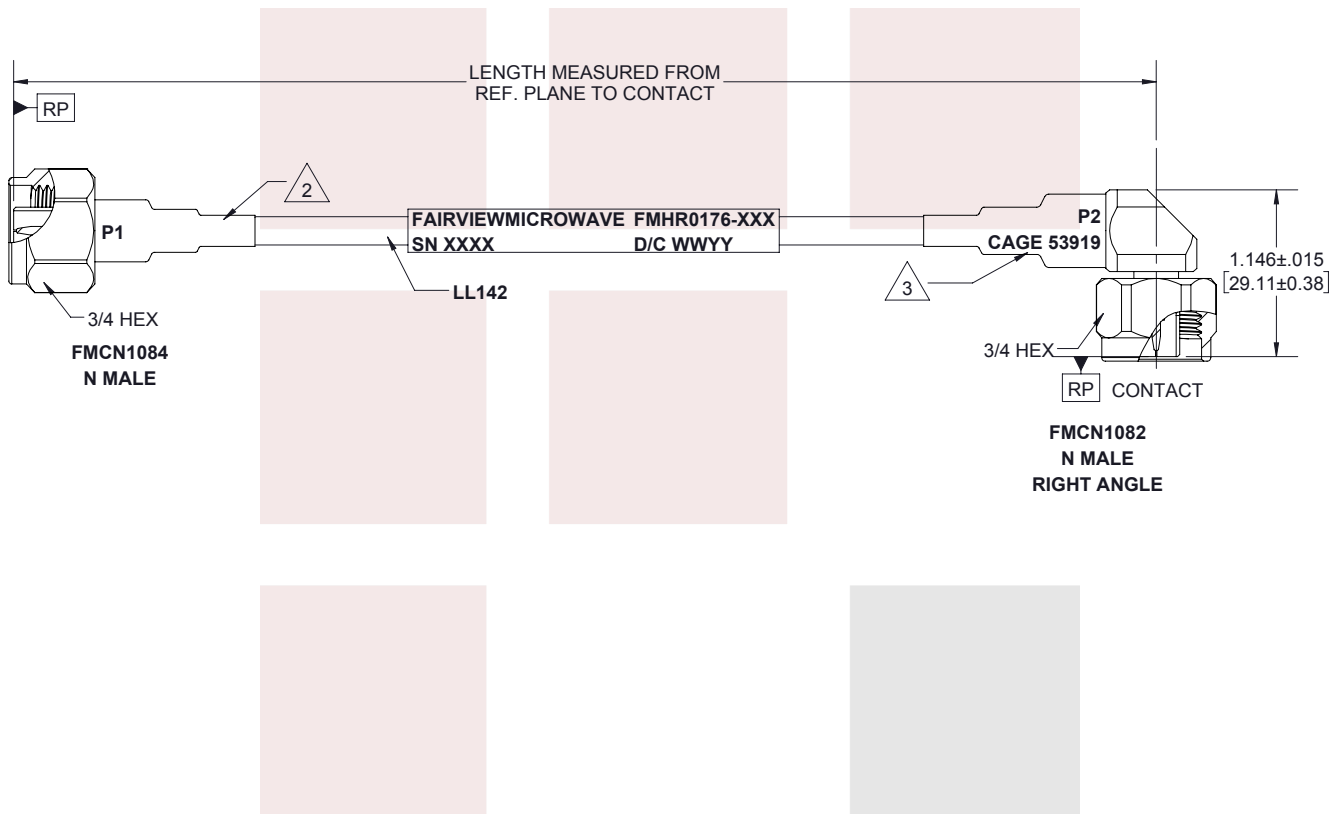 LENGTH MEASURED FROM
REF. PLANE TO CONTACT
RP
2
P1
FAIRVIEWMICROWAVE FMHR0176-XXX
SN XXXX D/C WWYY
P2
CAGE 53919
1.146±.015
[29.11±0.38]
3
LL142
3/4 HEX
FMCN1084
N MALE
3/4 HEX
RP CONTACT
FMCN1082
N MALE
RIGHT ANGLE